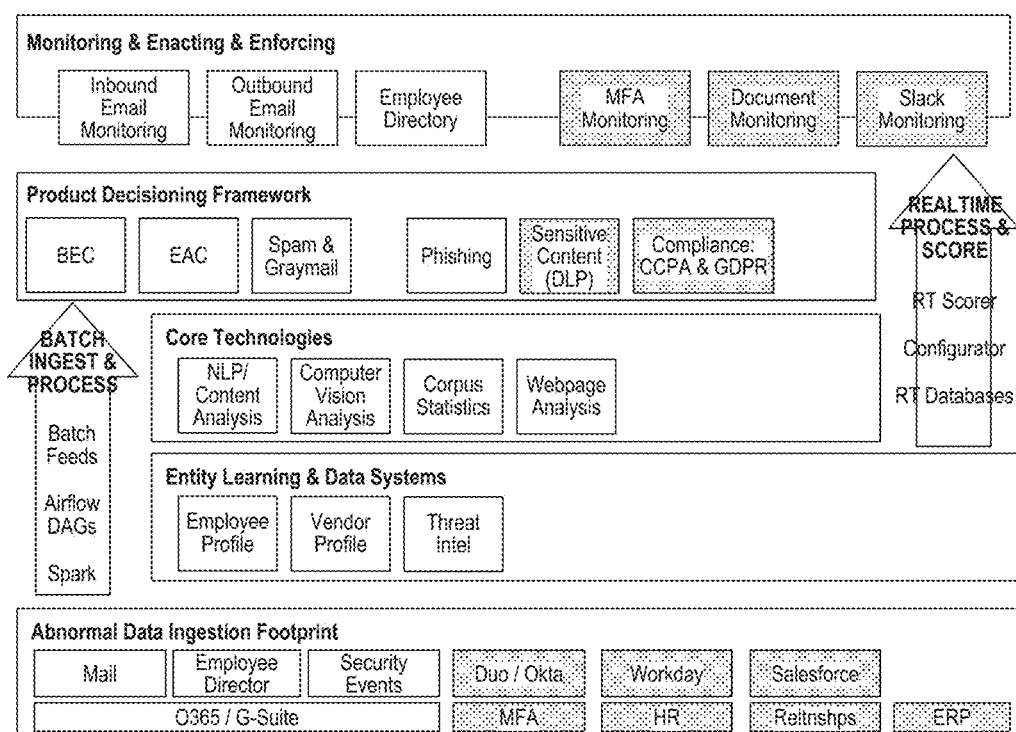 Monitoring & Enacting & Enforcing
Inbound
Email
Monitoring
Outbound
Email
Monitoring
Employee
Directory
MFA
Monitoring
Document
Monitoring
Slack
Monitoring
Product Decisioning Framework
BEC
EAC
Spam &
Graymail
Phishing
Sensitive
Content
(DLP)
Compliance:
CCPA & GDPR
REALTIME
PROCESS &
SCORE
RT Scorer
Configurator
RT Databases
BATCH
INGEST &
PROCESS
Batch
Feeds
Airflow
DAGs
Spark
Core Technologies
NLP/
Content
Analysis
Computer
Vision
Analysis
Corpus
Statistics
Webpage
Analysis
Entity Learning & Data Systems
Employee
Profile
Vendor
Profile
Threat
Intel
Abnormal Data Ingestion Footprint
Mail
Employee
Director
Security
Events
Duo / Okta
Workday
Salesforce
O365 / G-Suite
MFA
HR
Reltnshps
ERP